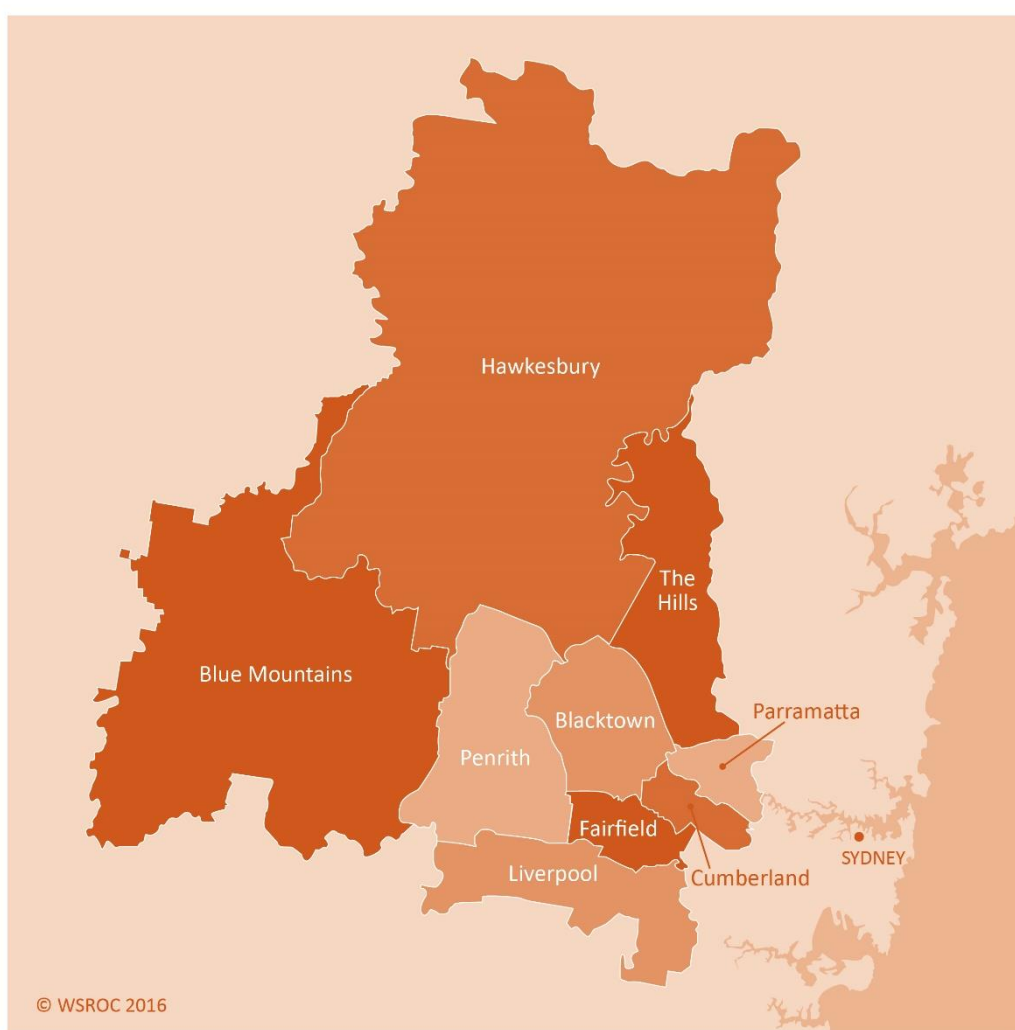 Hawkesbury
The
Hills
Blue Mountains
Parramatta
Blacktown
Penrith
Fairfield
SYDNEY
Liverpool
Cumberland
© WSROC 2016